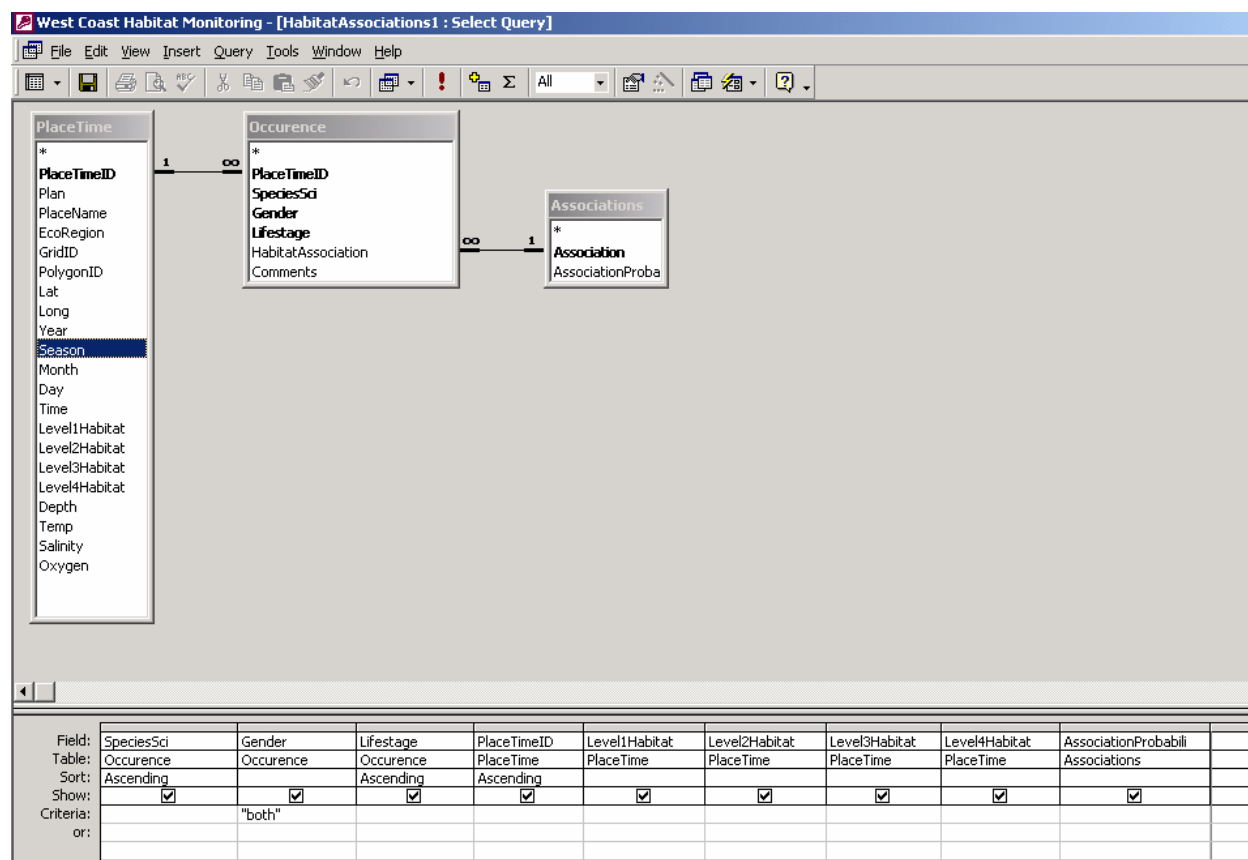 West Coast Habitat Monitoring - [HabitatAssociations1 : Select Query]
File Edit View Insert Query Tools Window Help
All
PlaceTime
*
PlaceTimeID
Plan
PlaceName
EcoRegion
GridID
PolygonID
Lat
Long
Year
Season
Month
Day
Time
Level1Habitat
Level2Habitat
Level3Habitat
Level4Habitat
Depth
Temp
Salinity
Oxygen
1 ∞
Occurence
*
PlaceTimeID
SpeciesSci
Gender
Lifestage
HabitatAssociation
Comments
∞ 1
Associations
*
Association
AssociationProba
Field: SpeciesSci Gender Lifestage PlaceTimeID Level1Habitat Level2Habitat Level3Habitat Level4Habitat AssociationProbabili
Table: Occurence Occurence Occurence PlaceTime PlaceTime PlaceTime PlaceTime PlaceTime Associations
Sort: Ascending Ascending Ascending
Show:
Criteria: "both"
or: